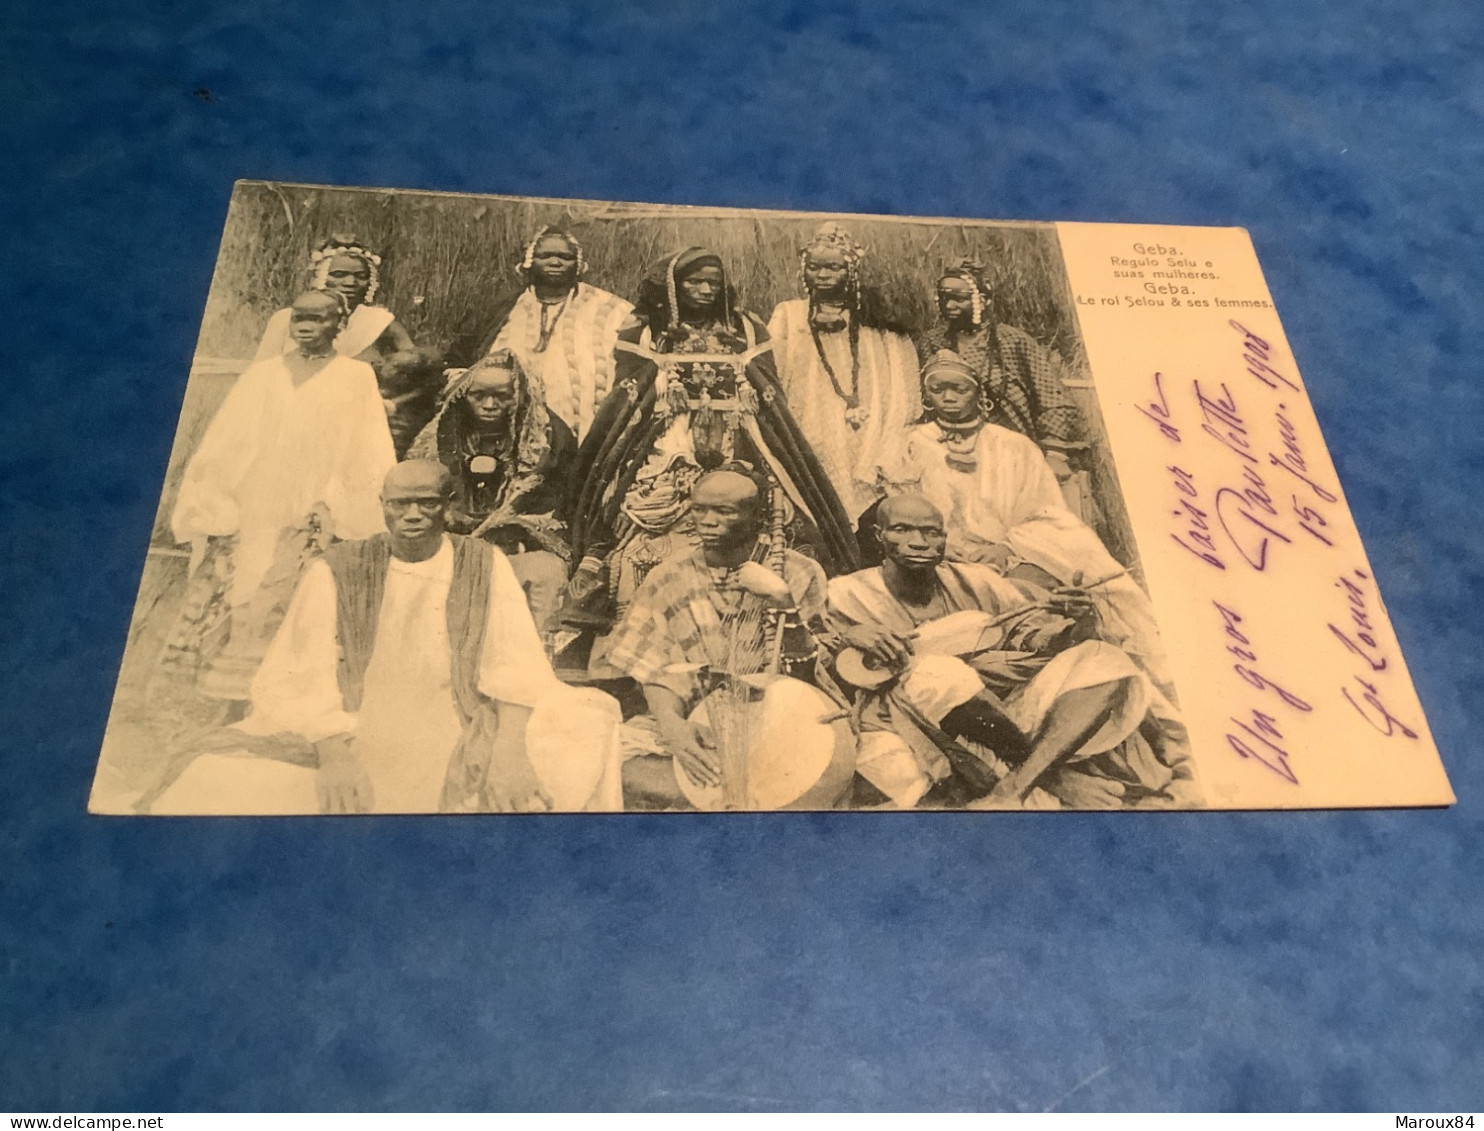 Geba.
Regulo Selu e
suas mulheres.
Geba.
Le roi Selou & ses femmes.
Un gros baiser de
Paulette
15 Janv. 1908
St Louis.
Maroux84